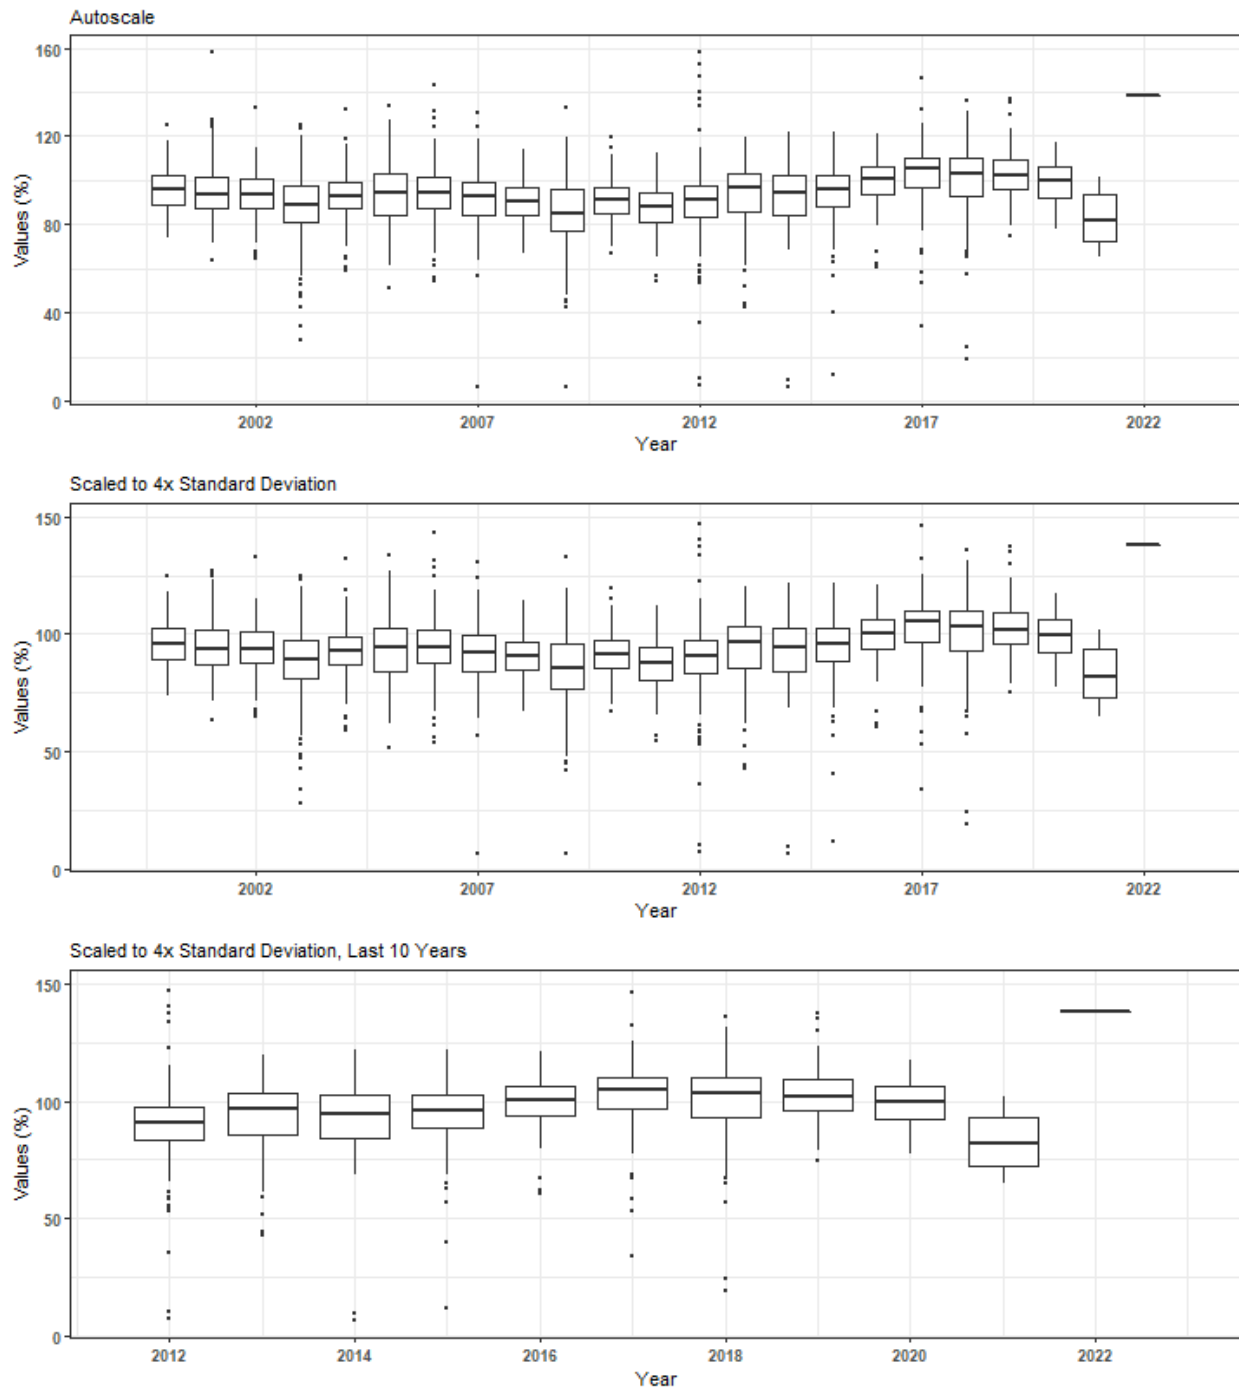 Autoscale
Values (%)
160
120
80
40
0
2002 2007 2012 2017 2022
Year
Scaled to 4x Standard Deviation
Values (%)
150
100
50
0
2002 2007 2012 2017 2022
Year
Scaled to 4x Standard Deviation, Last 10 Years
Values (%)
150
100
50
0
2012 2014 2016 2018 2020 2022
Year